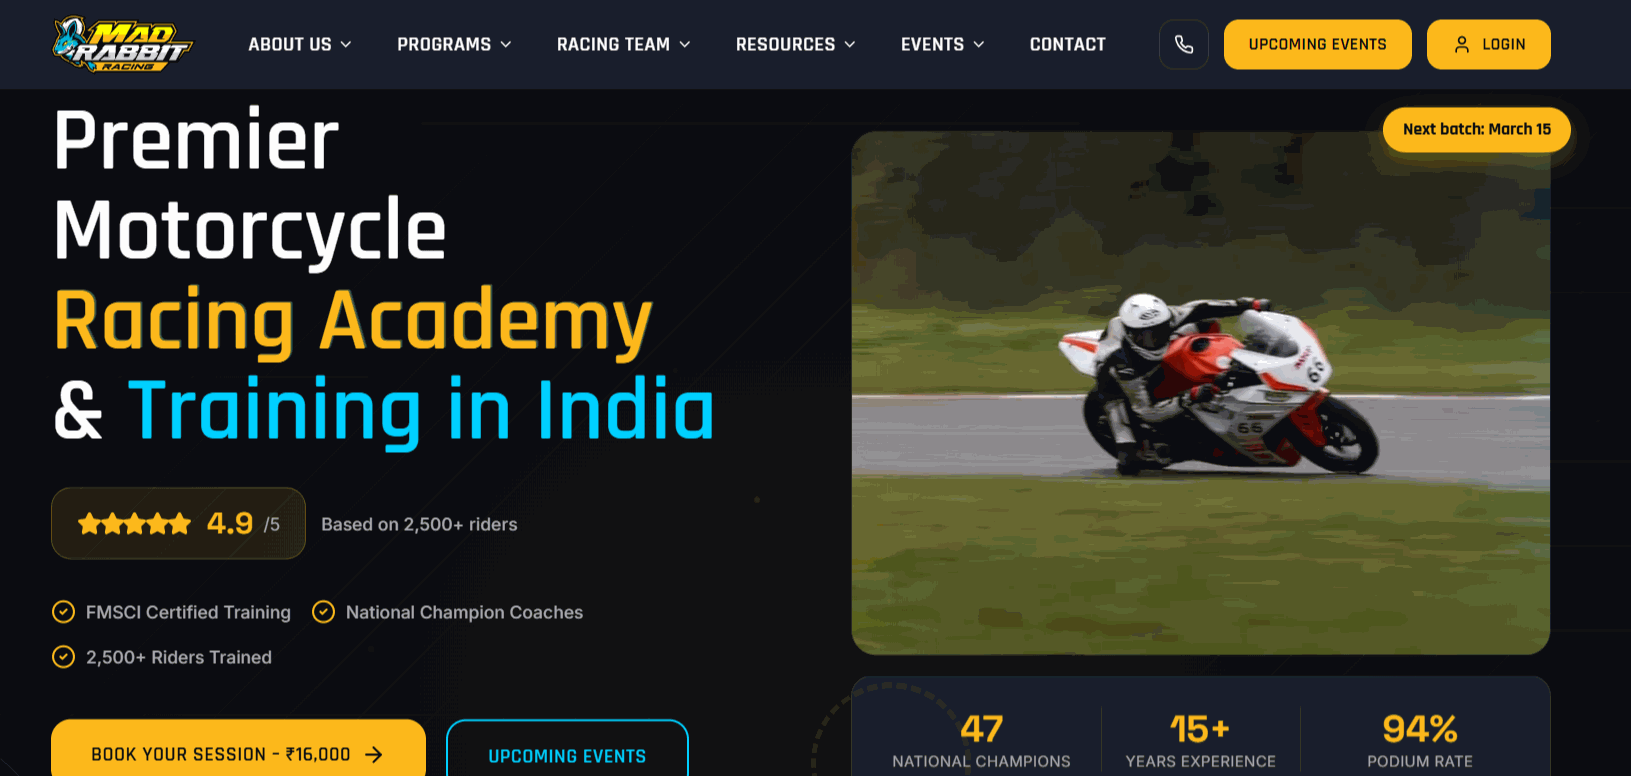 MAD
RABBIT
RACING
ABOUT US
PROGRAMS
RACING TEAM
RESOURCES
EVENTS
CONTACT
UPCOMING EVENTS
LOGIN
Premier
Motorcycle
Racing Academy
& Training in India
4.9 /5
Based on 2,500+ riders
FMSCI Certified Training
National Champion Coaches
2,500+ Riders Trained
BOOK YOUR SESSION – ₹16,000
UPCOMING EVENTS
Next batch: March 15
66
66
47
NATIONAL CHAMPIONS
15+
YEARS EXPERIENCE
94%
PODIUM RATE